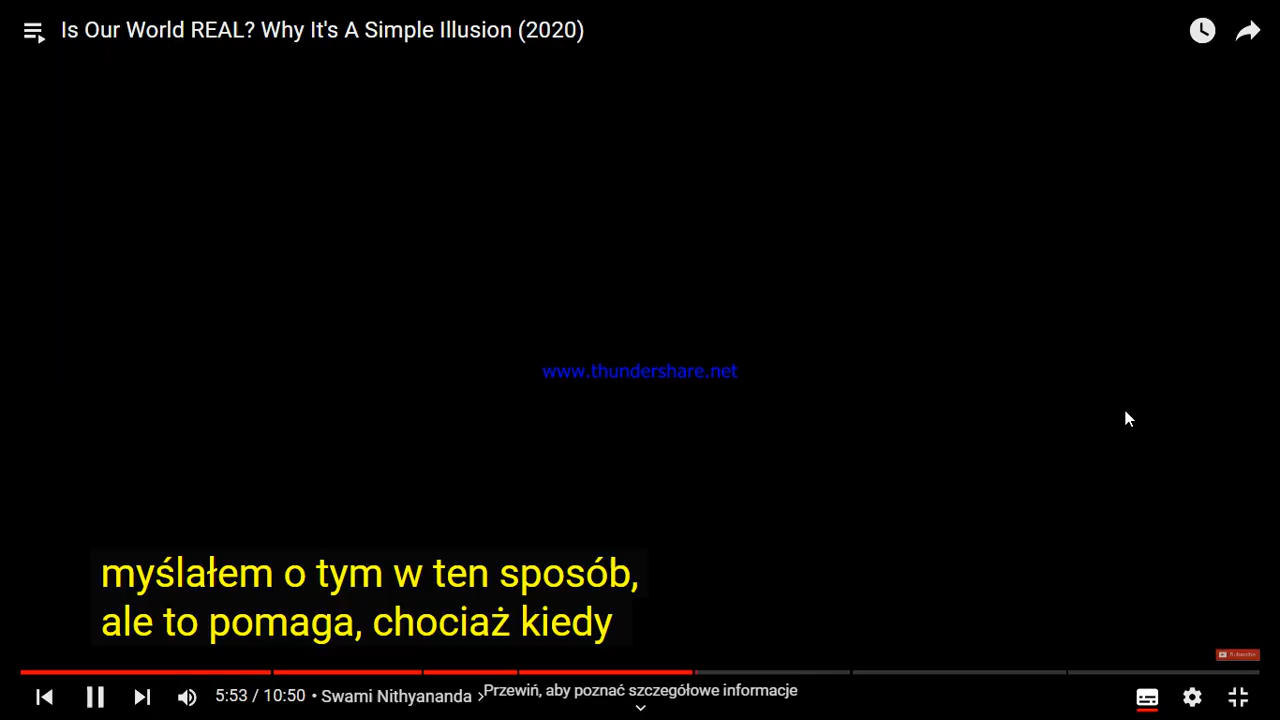 Is Our World REAL? Why It's A Simple Illusion (2020)
www.thundershare.net
myślałem o tym w ten sposób,
ale to pomaga, chociaż kiedy
Subscribe
5:53 / 10:50 • Swami Nithyananda
Przewiń, aby poznać szczegółowe informacje